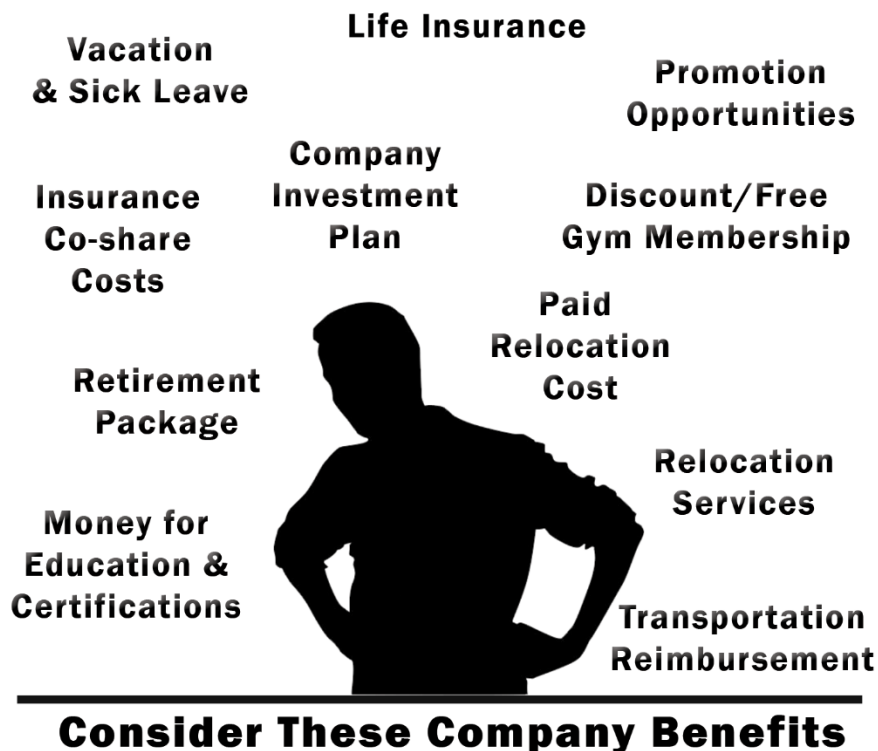 Life Insurance
Vacation
& Sick Leave
Promotion
Opportunities
Company
Investment
Plan
Insurance
Co-share
Costs
Discount/Free
Gym Membership
Paid
Relocation
Cost
Retirement
Package
Relocation
Services
Money for
Education &
Certifications
Transportation
Reimbursement
Consider These Company Benefits